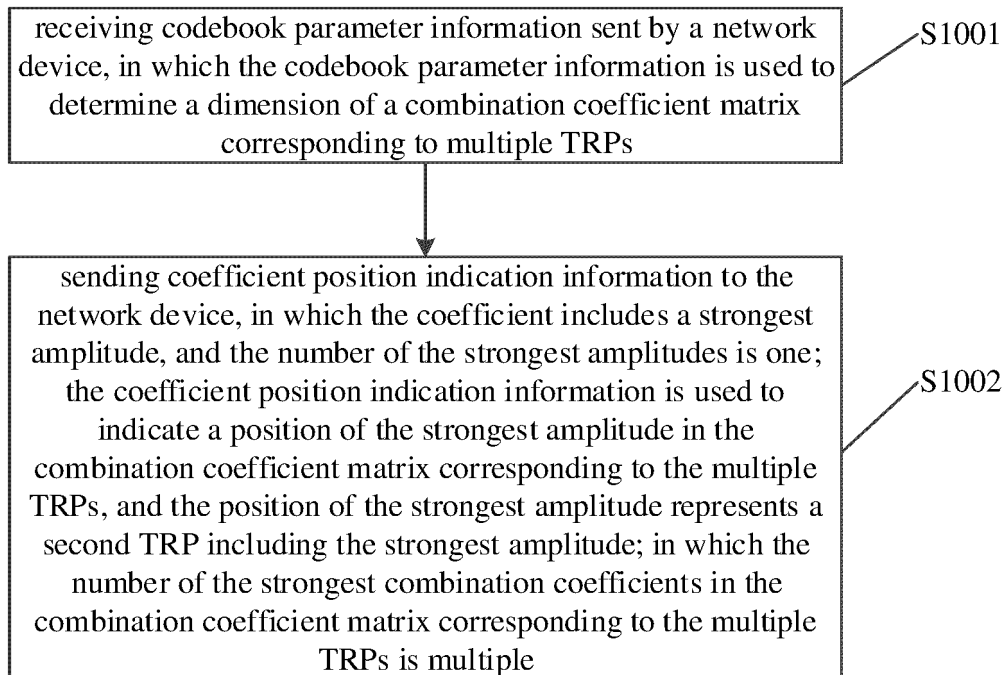 receiving codebook parameter information sent by a network
device, in which the codebook parameter information is used to
determine a dimension of a combination coefficient matrix
corresponding to multiple TRPs
S1001
sending coefficient position indication information to the
network device, in which the coefficient includes a strongest
amplitude, and the number of the strongest amplitudes is one;
the coefficient position indication information is used to
indicate a position of the strongest amplitude in the
combination coefficient matrix corresponding to the multiple
TRPs, and the position of the strongest amplitude represents a
second TRP including the strongest amplitude; in which the
number of the strongest combination coefficients in the
combination coefficient matrix corresponding to the multiple
TRPs is multiple
S1002